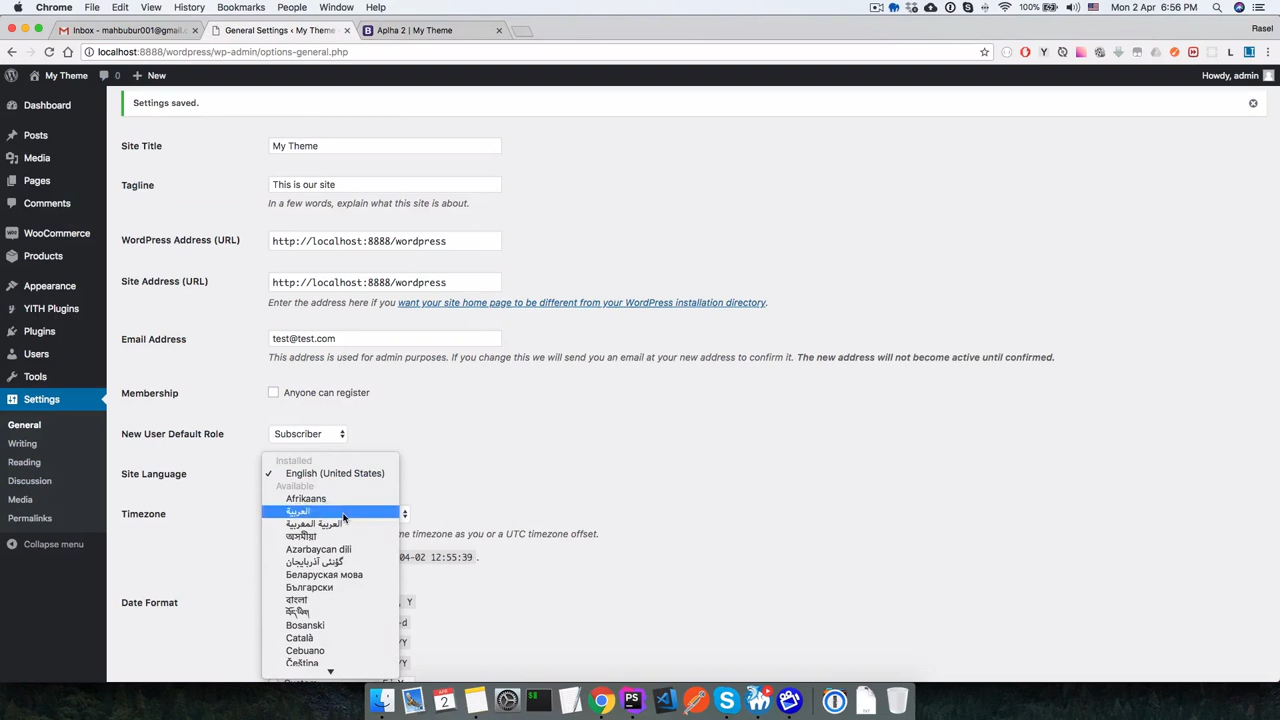 Chrome File Edit View History Bookmarks People Window Help 100% Mon 2 Apr 6:56 PM
Inbox - mahbubur001@gmail. General Settings ‹ My Theme Aplha 2 | My Theme Rasel
localhost:8888/wordpress/wp-admin/options-general.php
My Theme 0 New Howdy, admin
Dashboard
Posts
Media
Pages
Comments
WooCommerce
Products
Appearance
YITH Plugins
Plugins
Users
Tools
Settings
General
Writing
Reading
Discussion
Media
Permalinks
Collapse menu
Settings saved.
Site Title My Theme
Tagline This is our site
In a few words, explain what this site is about.
WordPress Address (URL) http://localhost:8888/wordpress
Site Address (URL) http://localhost:8888/wordpress
Enter the address here if you want your site home page to be different from your WordPress installation directory.
Email Address test@test.com
This address is used for admin purposes. If you change this we will send you an email at your new address to confirm it. The new address will not become active until confirmed.
Membership Anyone can register
New User Default Role Subscriber
Site Language
Installed
✓ English (United States)
Available
Afrikaans
العربية
العربية المغربية
অসমীয়া
Azərbaycan dili
گؤنئی آذربایجان
Беларуская мова
Български
বাংলা
བོད་ཡིག
Bosanski
Català
Cebuano
Čeština
Timezone
me timezone as you or a UTC timezone offset.
04-02 12:55:39 .
Date Format
Y